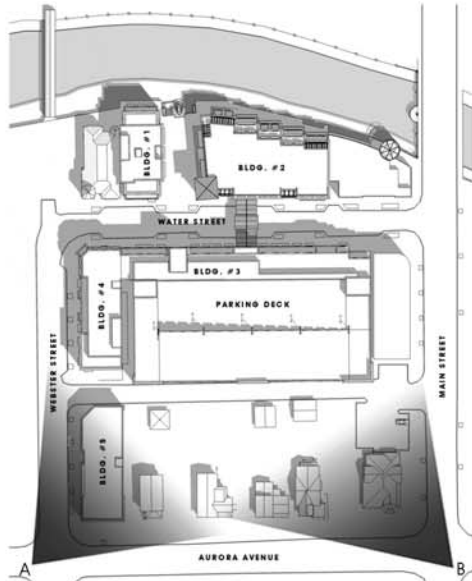 BLDG. #1
BLDG. #2
WATER STREET
BLDG. #3
BLDG. #4
PARKING DECK
WEBSTER STREET
MAIN STREET
BLDG. #5
AURORA AVENUE
A
B